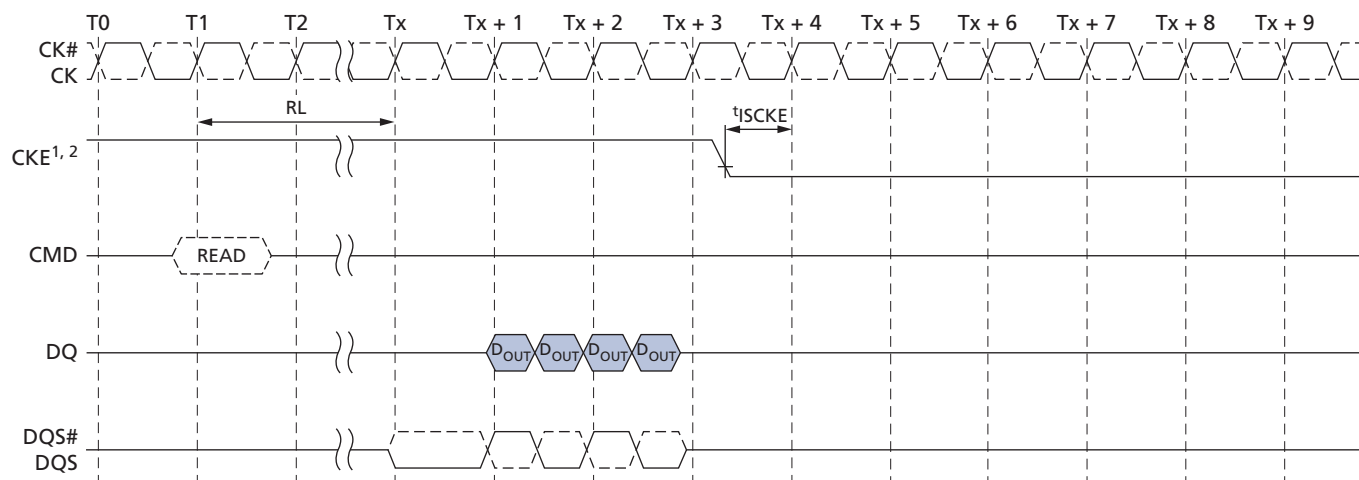 T0 T1 T2 Tx Tx + 1 Tx + 2 Tx + 3 Tx + 4 Tx + 5 Tx + 6 Tx + 7 Tx + 8 Tx + 9
CK#
CK
RL
tISCKE
CKE1, 2
CMD
READ
DQ
DOUT DOUT DOUT DOUT
DQS#
DQS